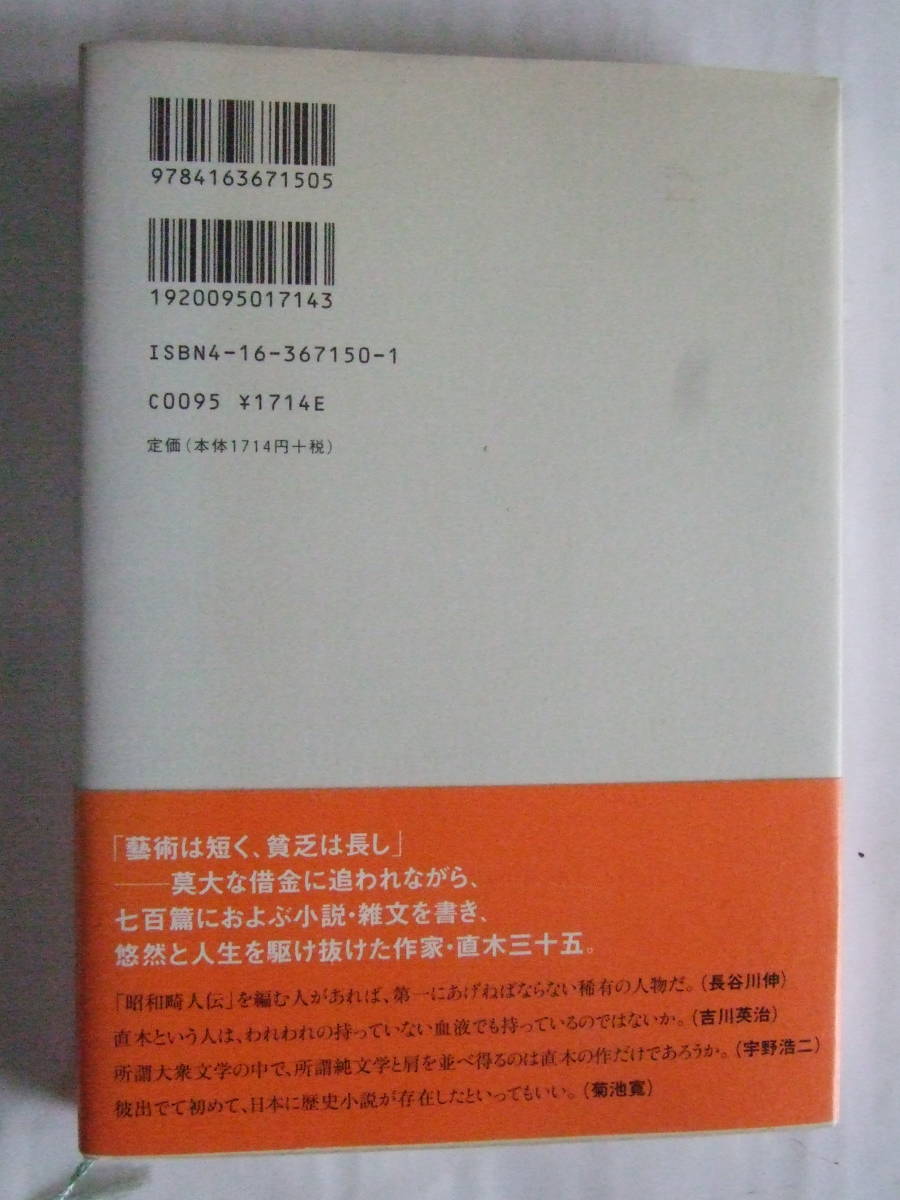 9784163671505
1920095017143
ISBN4-16-367150-1
C0095 ¥1714E
定価(本体1714円+税)
「藝術は短く、貧乏は長し」
──莫大な借金に追われながら、
七百篇におよぶ小説・雑文を書き、
悠然と人生を駆け抜けた作家・直木三十五。
「昭和畸人伝」を編む人があれば、第一にあげねばならない稀有の人物だ。(長谷川伸)
直木という人は、われわれの持っていない血液でも持っているのではないか。(吉川英治)
所謂大衆文学の中で、所謂純文学と肩を並べ得るのは直木の作だけであろうか。(宇野浩二)
彼出でて初めて、日本に歴史小説が存在したといってもいい。(菊池寛)